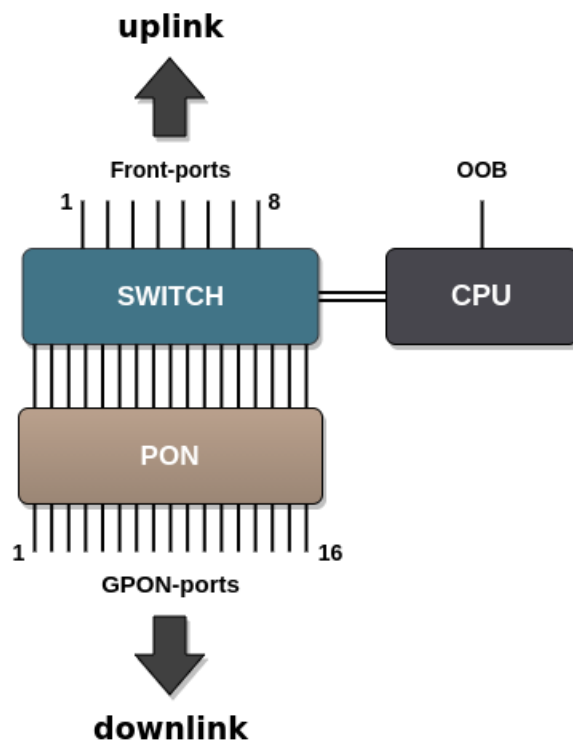 uplink
Front-ports
OOB
1
8
SWITCH
CPU
PON
1
16
GPON-ports
downlink